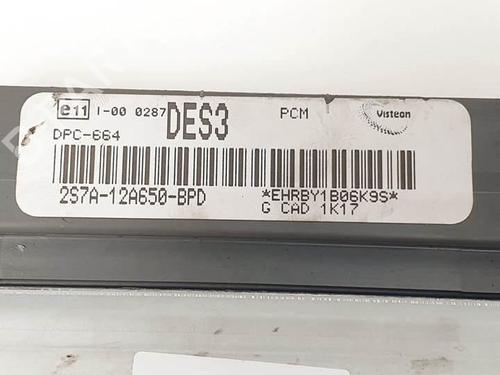 e11 I-00 0287 DES3 PCM Visteon
DPC-664
2S7A-12A650-BPD *EHRBY1B06K9S*
G CAD 1K17